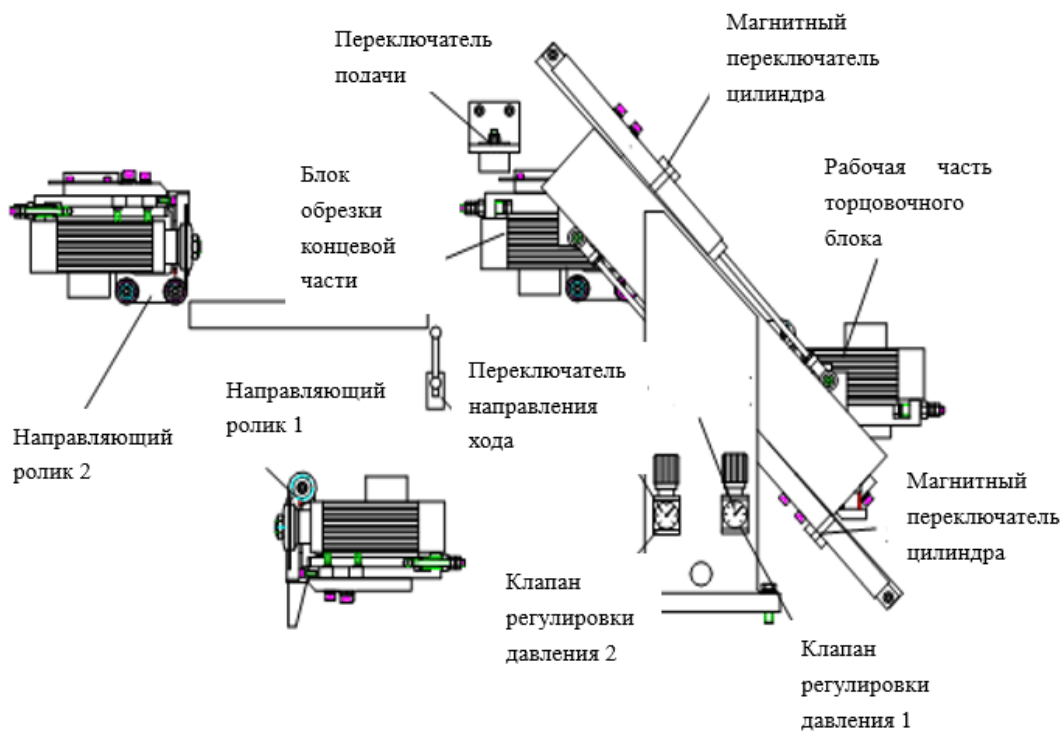 Переключатель
подачи
Магнитный
переключатель
цилиндра
Блок
обрезки
концевой
части
Рабочая часть
торцовочного
блока
Направляющий
ролик 2
Направляющий
ролик 1
Переключатель
направления
хода
Магнитный
переключатель
цилиндра
Клапан
регулировки
давления 2
Клапан
регулировки
давления 1